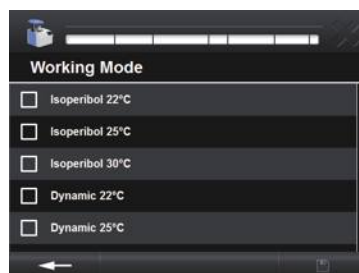 Working Mode
Isoperibol 22°C
Isoperibol 25°C
Isoperibol 30°C
Dynamic 22°C
Dynamic 25°C